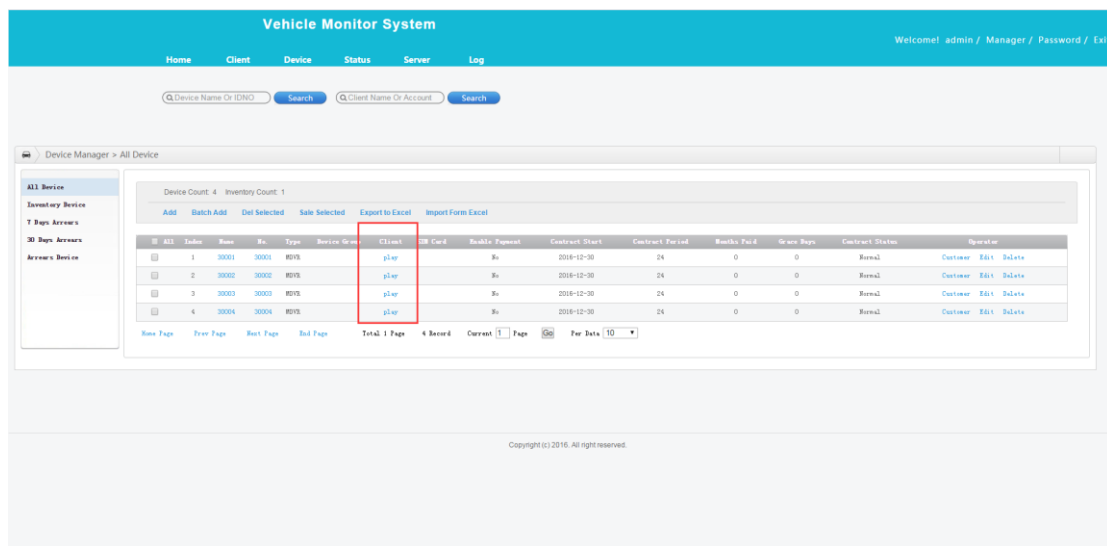 Vehicle Monitor System
Welcome! admin / Manager / Password / Exi
Home Client Device Status Server Log
Device Name Or IDNO Search Client Name Or Account Search
Device Manager > All Device
All Device
Inventory Device
7 Days Arrears
30 Days Arrears
Arrears Device
Device Count: 4 Inventory Count: 1
Add Batch Add Del Selected Sale Selected Export to Excel Import Form Excel
All Index Name No. Type Device Group Client SIM Card Enable Payment Contract Start Contract Period Months Paid Grace Days Contract Status Operator
1 30001 30001 MDVR play No 2016-12-30 24 0 0 Normal Customer Edit Delete
2 30002 30002 MDVR play No 2016-12-30 24 0 0 Normal Customer Edit Delete
3 30003 30003 MDVR play No 2016-12-30 24 0 0 Normal Customer Edit Delete
4 30004 30004 MDVR play No 2016-12-30 24 0 0 Normal Customer Edit Delete
Home Page Prev Page Next Page End Page Total 1 Page 4 Record Current 1 Page Go Per Data 10
Copyright (c) 2016. All right reserved.